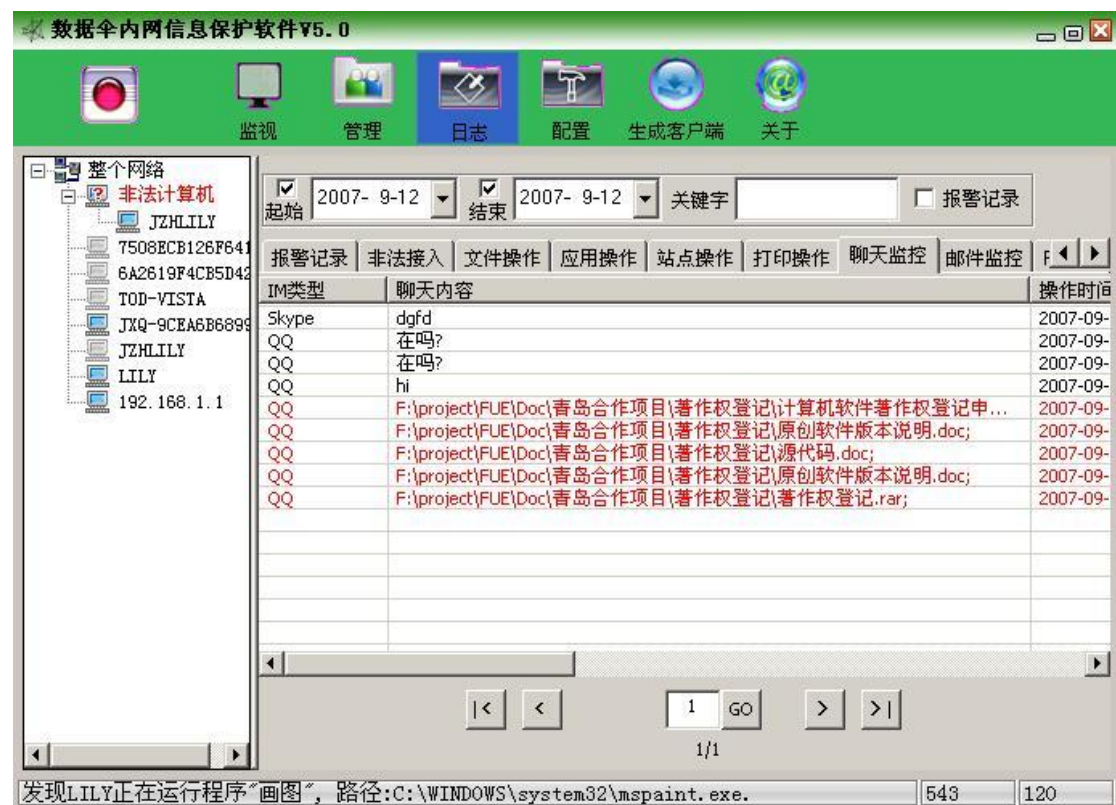 数据伞内网信息保护软件V5.0
监视 管理 日志 配置 生成客户端 关于
整个网络
非法计算机
JZHLILY
7508ECB126F641
6A2619F4CB5D42
TOD-VISTA
JXQ-9CEA6B6899
JZHLILY
LILY
192.168.1.1
起始 2007- 9-12 结束 2007- 9-12 关键字 报警记录
报警记录 非法接入 文件操作 应用操作 站点操作 打印操作 聊天监控 邮件监控
IM类型 聊天内容 操作时间
Skype dgfd 2007-09-
QQ 在吗? 2007-09-
QQ 在吗? 2007-09-
QQ hi 2007-09-
QQ F:\project\FUE\Doc\青岛合作项目\著作权登记\计算机软件著作权登记申... 2007-09-
QQ F:\project\FUE\Doc\青岛合作项目\著作权登记\原创软件版本说明.doc; 2007-09-
QQ F:\project\FUE\Doc\青岛合作项目\著作权登记\源代码.doc; 2007-09-
QQ F:\project\FUE\Doc\青岛合作项目\著作权登记\原创软件版本说明.doc; 2007-09-
QQ F:\project\FUE\Doc\青岛合作项目\著作权登记\著作权登记.rar; 2007-09-
|< < 1 GO > >|
1/1
发现LILY正在运行程序"画图", 路径:C:\WINDOWS\system32\mspaint.exe. 543 120